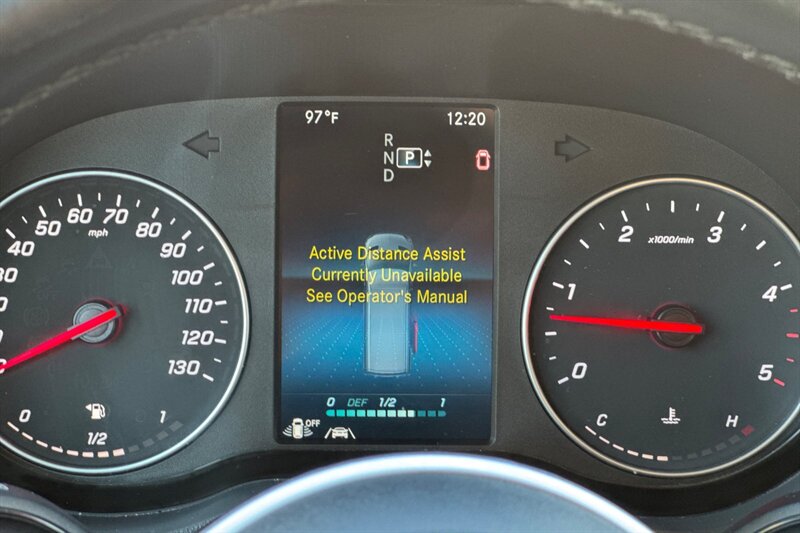 97°F 12:20
R
N P
D
Active Distance Assist
Currently Unavailable
See Operator's Manual
0 DEF 1/2 1
OFF
40 50 60 70 80 90 100 110 120 130
mph
0 1/2 1
0 1 2 3 4 5
x1000/min
C H